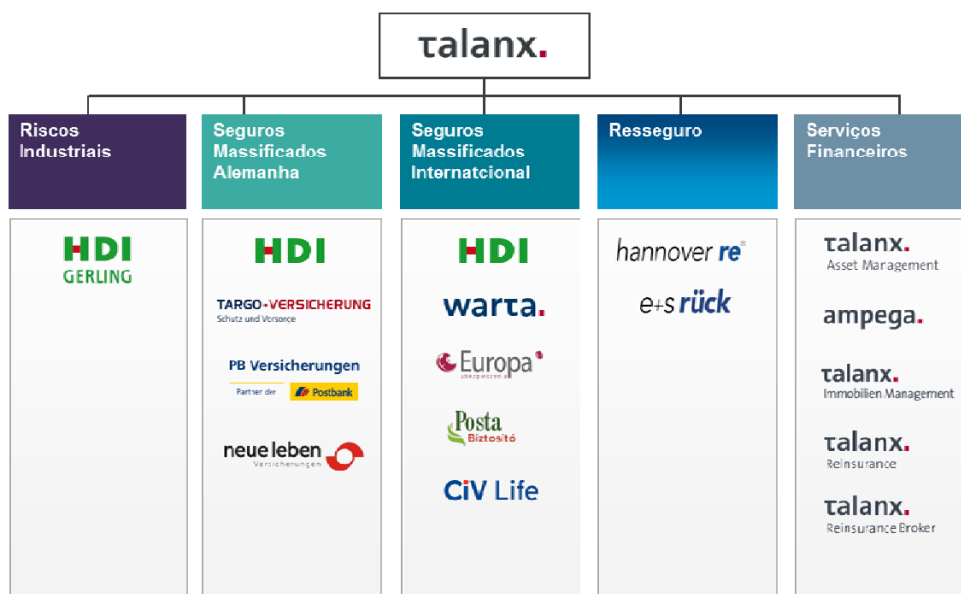 talanx.
Riscos
Industriais
Seguros
Massificados
Alemanha
Seguros
Massificados
Internatcional
Resseguro
Serviços
Financeiros
HDI
GERLING
HDI
TARGO VERSICHERUNG
Schutz und Vorsorge
PB Versicherungen
Partner der
Postbank
neue leben
Versicherungen
HDI
warta.
Europa
ubezpieczenia
Posta
Biztosító
CiV Life
hannover re®
e+s rück
talanx.
Asset Management
ampega.
talanx.
Immobilien Management
talanx.
Reinsurance
talanx.
Reinsurance Broker